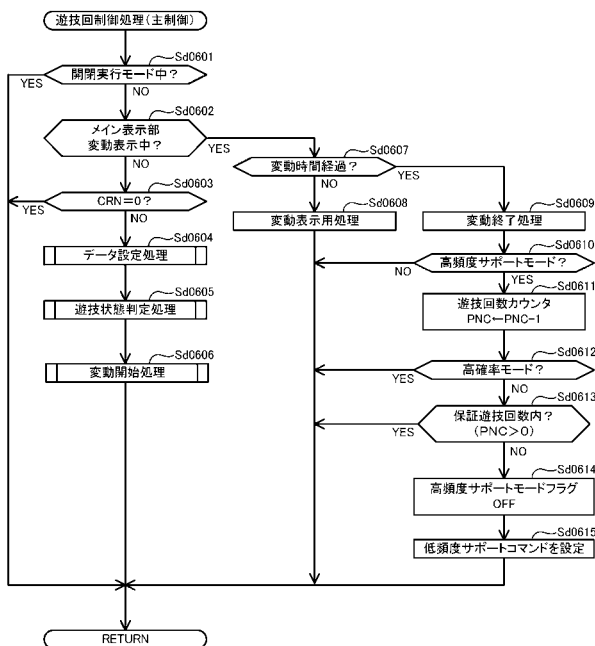 遊技回制御処理(主制御)
Sd0601
開閉実行モード中?
YES
NO
Sd0602
メイン表示部
変動表示中?
YES
NO
Sd0603
CRN=0?
YES
NO
Sd0604
データ設定処理
Sd0605
遊技状態判定処理
Sd0606
変動開始処理
Sd0607
変動時間経過?
YES
NO
Sd0608
変動表示用処理
Sd0609
変動終了処理
Sd0610
高頻度サポートモード?
NO
YES
Sd0611
遊技回数カウンタ
PNC←PNC-1
Sd0612
高確率モード?
YES
NO
Sd0613
保証遊技回数内?
(PNC>0)
YES
NO
Sd0614
高頻度サポートモードフラグ
OFF
Sd0615
低頻度サポートコマンドを設定
RETURN